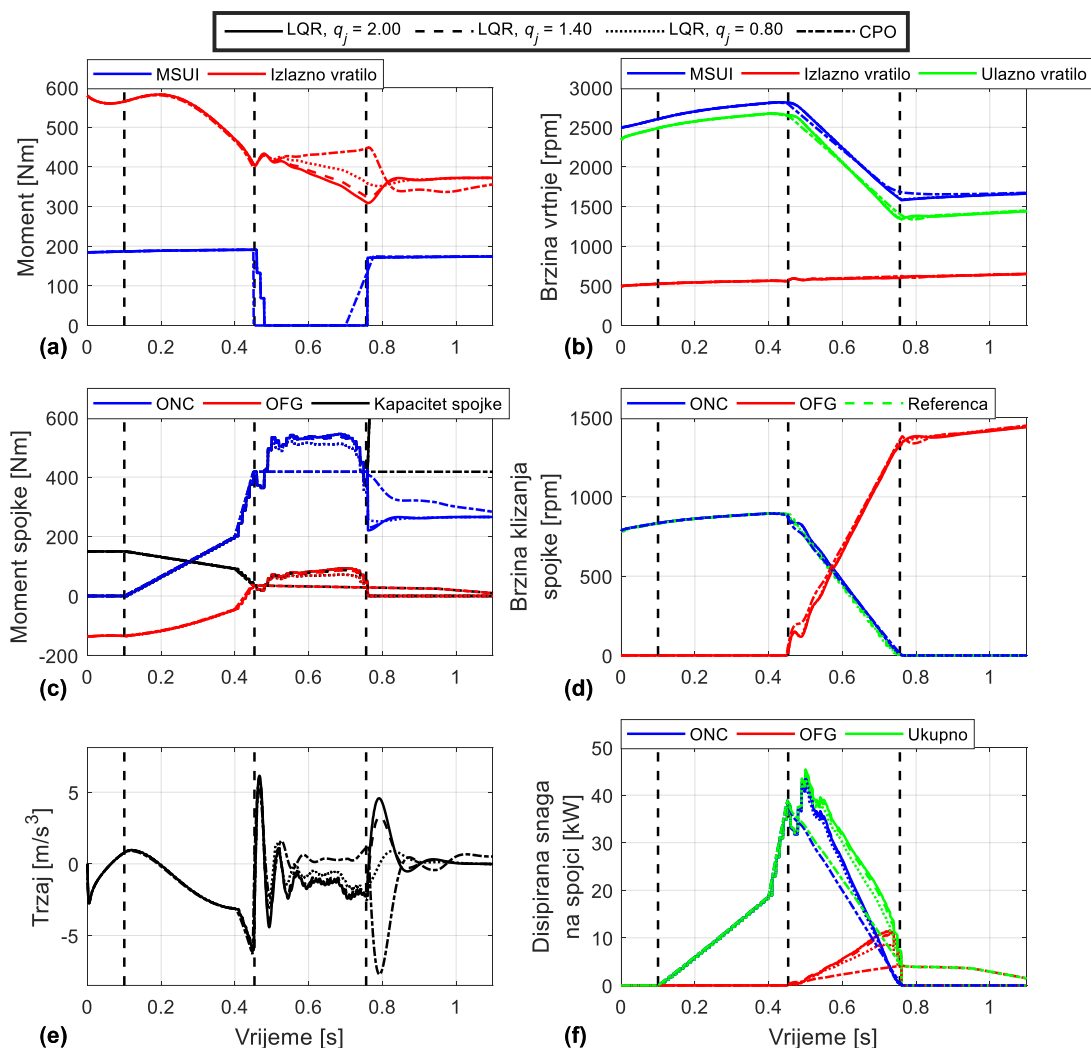 LQR, qj = 2.00 LQR, qj = 1.40 LQR, qj = 0.80 CPO
MSUI Izlazno vratilo
Moment [Nm]
600
500
400
300
200
100
0
0 0.2 0.4 0.6 0.8 1
(a)
MSUI Izlazno vratilo Ulazno vratilo
Brzina vrtnje [rpm]
3000
2500
2000
1500
1000
500
0
0 0.2 0.4 0.6 0.8 1
(b)
ONC OFG Kapacitet spojke
Moment spojke [Nm]
600
400
200
0
-200
0 0.2 0.4 0.6 0.8 1
(c)
ONC OFG Referenca
Brzina klizanja
spojke [rpm]
1500
1000
500
0
0 0.2 0.4 0.6 0.8 1
(d)
Trzaj [m/s³]
5
0
-5
0 0.2 0.4 0.6 0.8 1
Vrijeme [s]
(e)
ONC OFG Ukupno
Disipirana snaga
na spojci [kW]
50
40
30
20
10
0
0 0.2 0.4 0.6 0.8 1
Vrijeme [s]
(f)